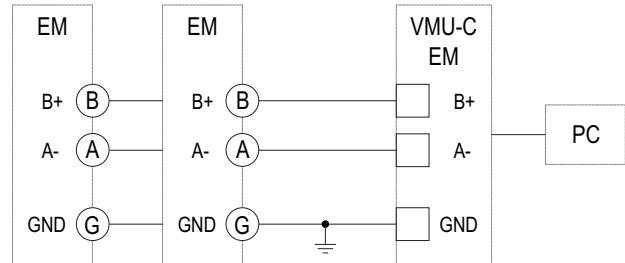 EM
B+ B
A- A
GND G
EM
B+ B
A- A
GND G
VMU-C
EM
B+
A-
GND
PC